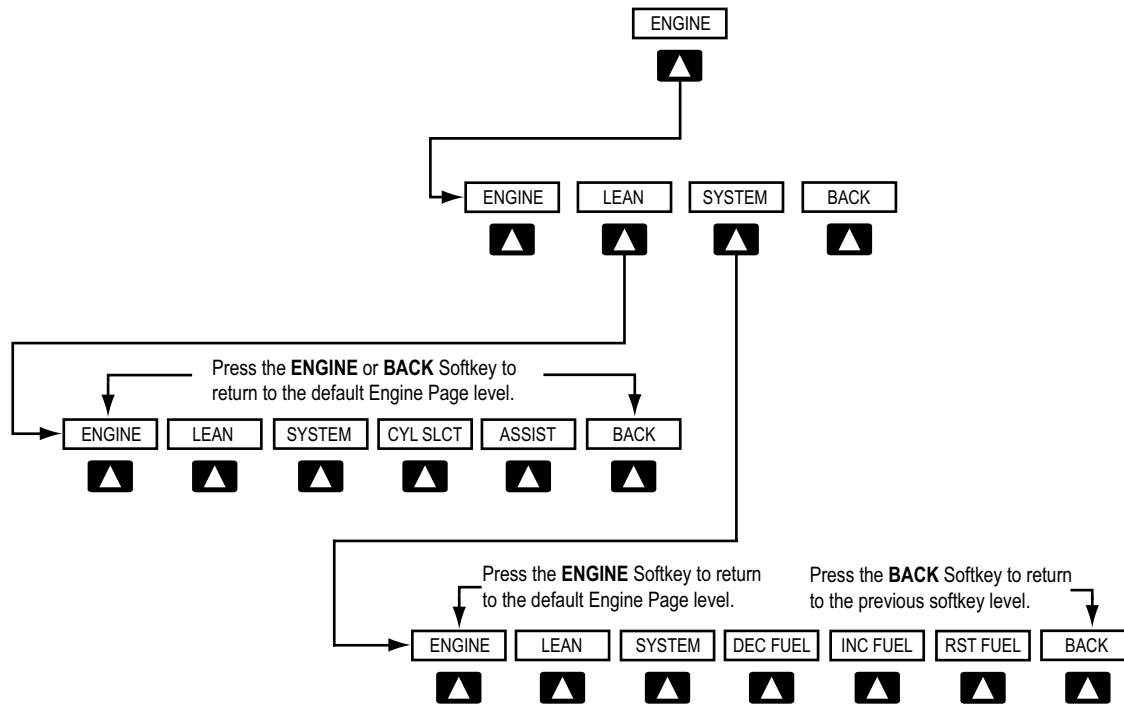 ENGINE
ENGINE LEAN SYSTEM BACK
Press the ENGINE or BACK Softkey to
return to the default Engine Page level.
ENGINE LEAN SYSTEM CYL SLCT ASSIST BACK
Press the ENGINE Softkey to return
to the default Engine Page level.
Press the BACK Softkey to return
to the previous softkey level.
ENGINE LEAN SYSTEM DEC FUEL INC FUEL RST FUEL BACK